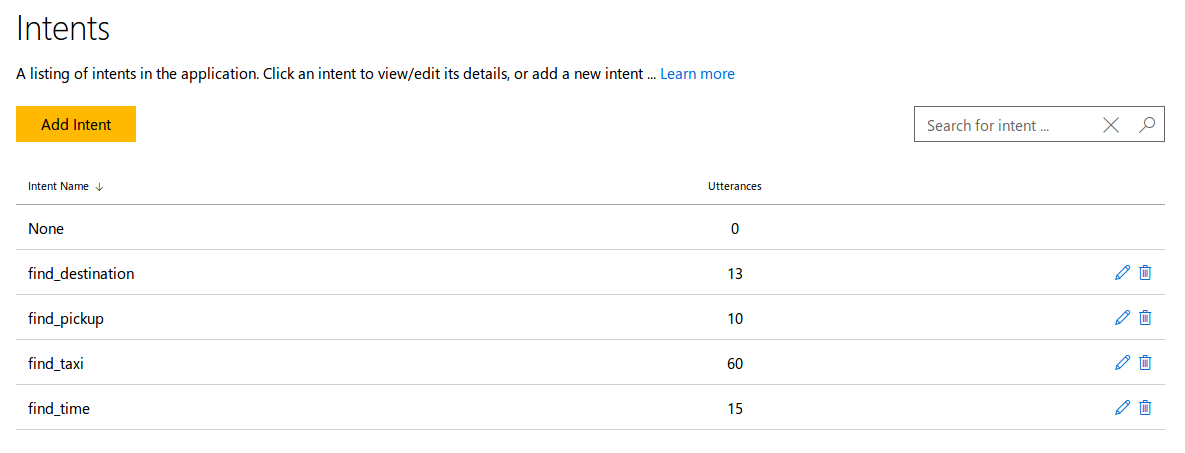 Intents
A listing of intents in the application. Click an intent to view/edit its details, or add a new intent ... Learn more
Add Intent
Search for intent ...
Intent Name Utterances
None 0
find_destination 13
find_pickup 10
find_taxi 60
find_time 15